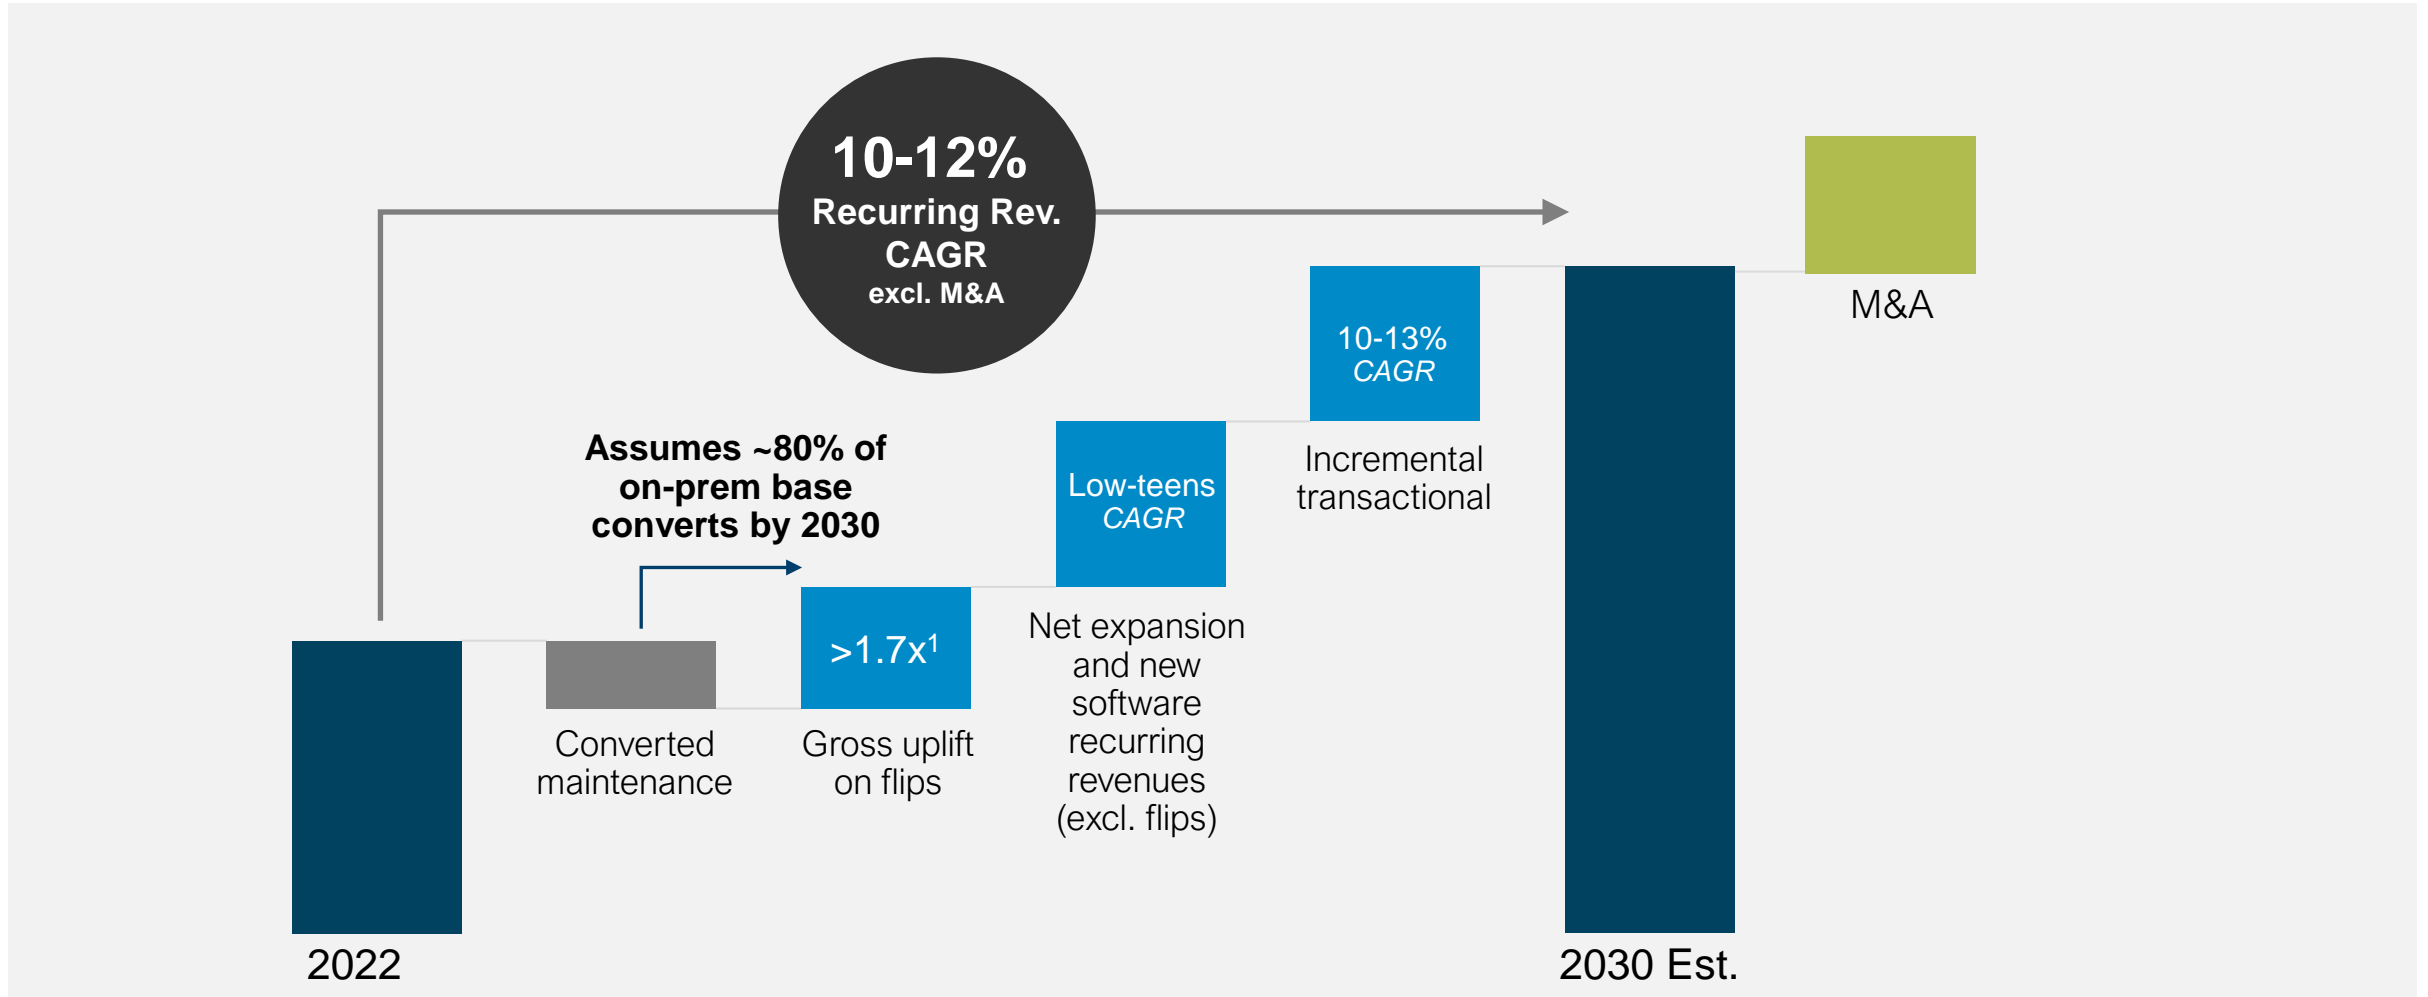 10-12%
Recurring Rev.
CAGR
excl. M&A
M&A
10-13%
CAGR
Incremental
transactional
Assumes ~80% of
on-prem base
converts by 2030
Low-teens
CAGR
Net expansion
and new
software
recurring
revenues
(excl. flips)
>1.7x¹
Gross uplift
on flips
Converted
maintenance
2022
2030 Est.